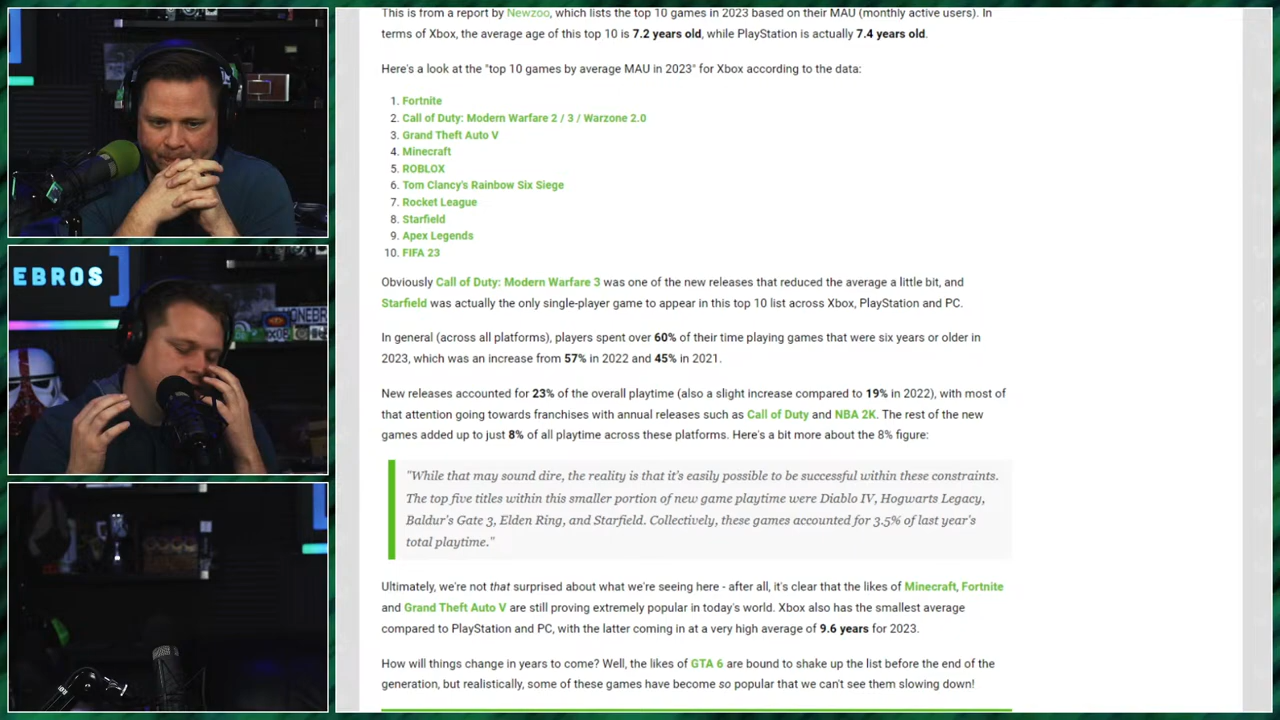 This is from a report by Newzoo, which lists the top 10 games in 2023 based on their MAU (monthly active users). In
terms of Xbox, the average age of this top 10 is 7.2 years old, while PlayStation is actually 7.4 years old.
Here's a look at the "top 10 games by average MAU in 2023" for Xbox according to the data:
1. Fortnite
2. Call of Duty: Modern Warfare 2 / 3 / Warzone 2.0
3. Grand Theft Auto V
4. Minecraft
5. ROBLOX
6. Tom Clancy's Rainbow Six Siege
7. Rocket League
8. Starfield
9. Apex Legends
10. FIFA 23
EBROS
Obviously Call of Duty: Modern Warfare 3 was one of the new releases that reduced the average a little bit, and
Starfield was actually the only single-player game to appear in this top 10 list across Xbox, PlayStation and PC.
In general (across all platforms), players spent over 60% of their time playing games that were six years or older in
2023, which was an increase from 57% in 2022 and 45% in 2021.
New releases accounted for 23% of the overall playtime (also a slight increase compared to 19% in 2022), with most of
that attention going towards franchises with annual releases such as Call of Duty and NBA 2K. The rest of the new
games added up to just 8% of all playtime across these platforms. Here's a bit more about the 8% figure:
"While that may sound dire, the reality is that it's easily possible to be successful within these constraints.
The top five titles within this smaller portion of new game playtime were Diablo IV, Hogwarts Legacy,
Baldur's Gate 3, Elden Ring, and Starfield. Collectively, these games accounted for 3.5% of last year's
total playtime."
Ultimately, we're not that surprised about what we're seeing here - after all, it's clear that the likes of Minecraft, Fortnite
and Grand Theft Auto V are still proving extremely popular in today's world. Xbox also has the smallest average
compared to PlayStation and PC, with the latter coming in at a very high average of 9.6 years for 2023.
How will things change in years to come? Well, the likes of GTA 6 are bound to shake up the list before the end of the
generation, but realistically, some of these games have become so popular that we can't see them slowing down!